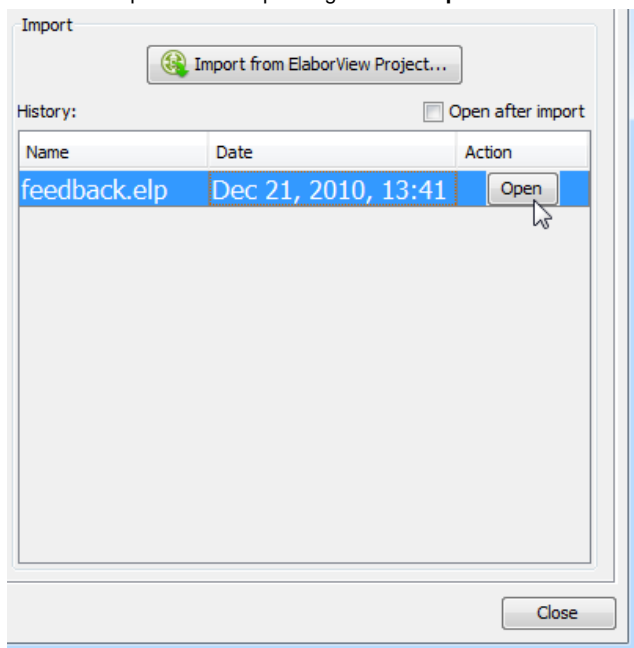 Import
Import from ElaborView Project...
History:
Open after import
Name Date Action
feedback.elp Dec 21, 2010, 13:41 Open
Close